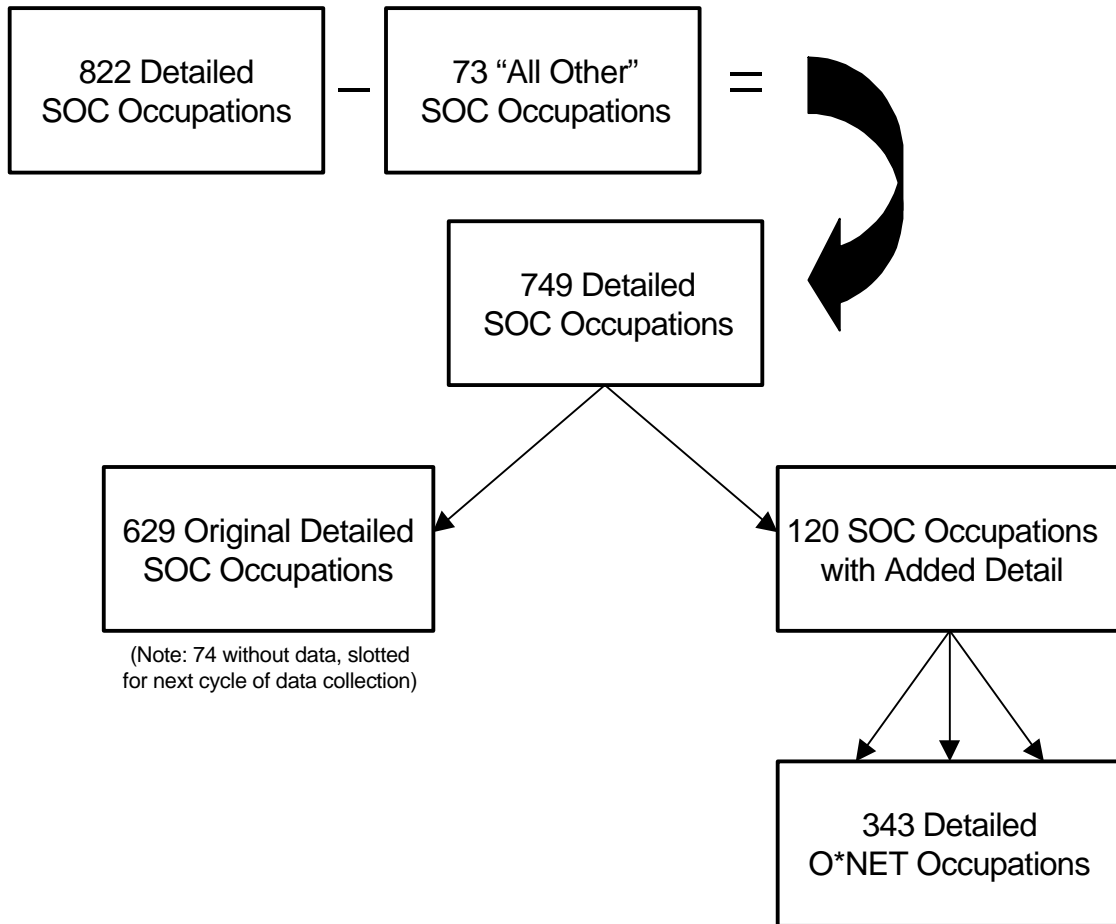 822 Detailed
SOC Occupations
–
73 “All Other”
SOC Occupations
=
749 Detailed
SOC Occupations
629 Original Detailed
SOC Occupations
(Note: 74 without data, slotted
for next cycle of data collection)
120 SOC Occupations
with Added Detail
343 Detailed
O*NET Occupations